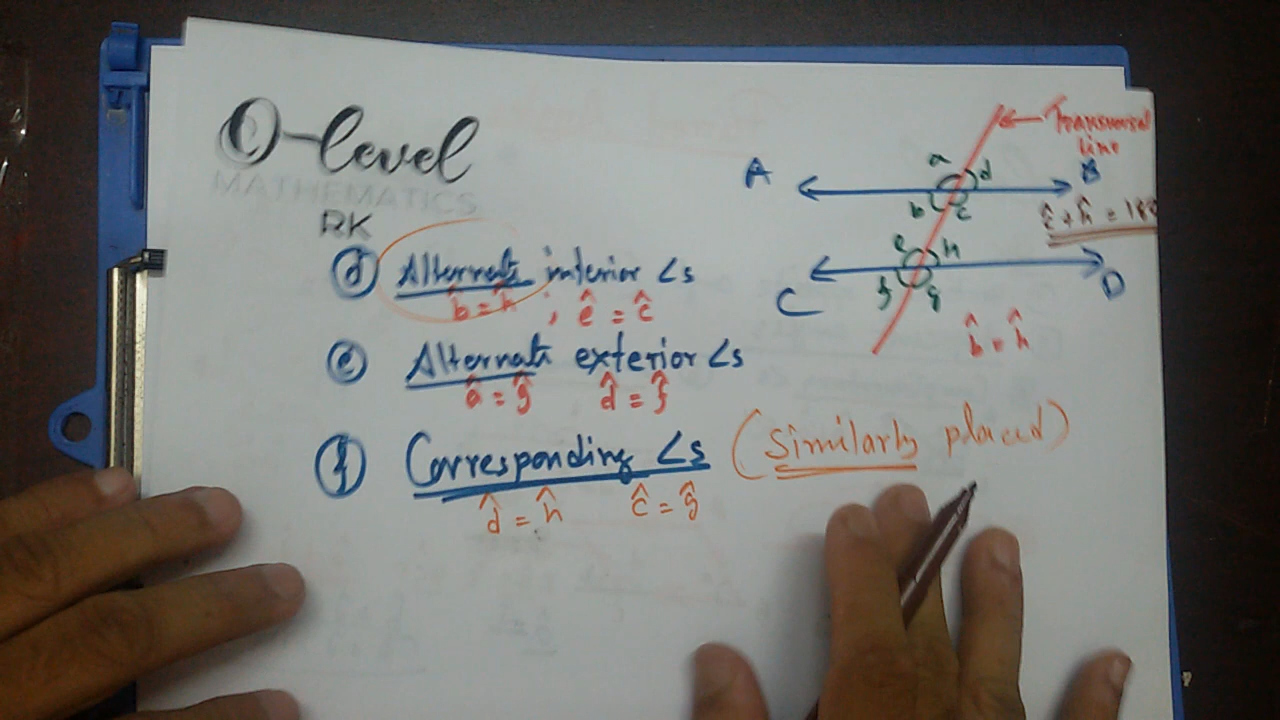 O-level
MATHEMATICS
RK
(d) Alternate interior ∠s
b̂ = ĥ ; ê = ĉ
(e) Alternate exterior ∠s
â = ĝ d̂ = f̂
(f) Corresponding ∠s (Similarly placed)
d̂ = ĥ ĉ = ĝ
Transversal
line
A B
a d
b c
ĉ + ĥ = 180
e h
C D
f g
b̂ = ĥ